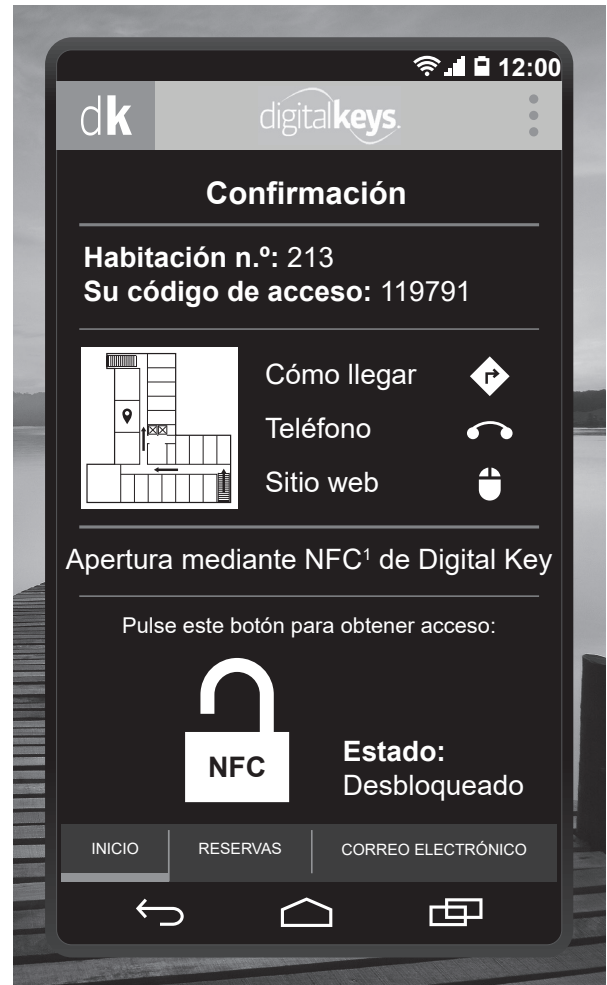 12:00
dk
digitalkeys.
Confirmación
Habitación n.º: 213
Su código de acceso: 119791
Cómo llegar
Teléfono
Sitio web
Apertura mediante NFC¹ de Digital Key
Pulse este botón para obtener acceso:
NFC
Estado:
Desbloqueado
INICIO
RESERVAS
CORREO ELECTRÓNICO